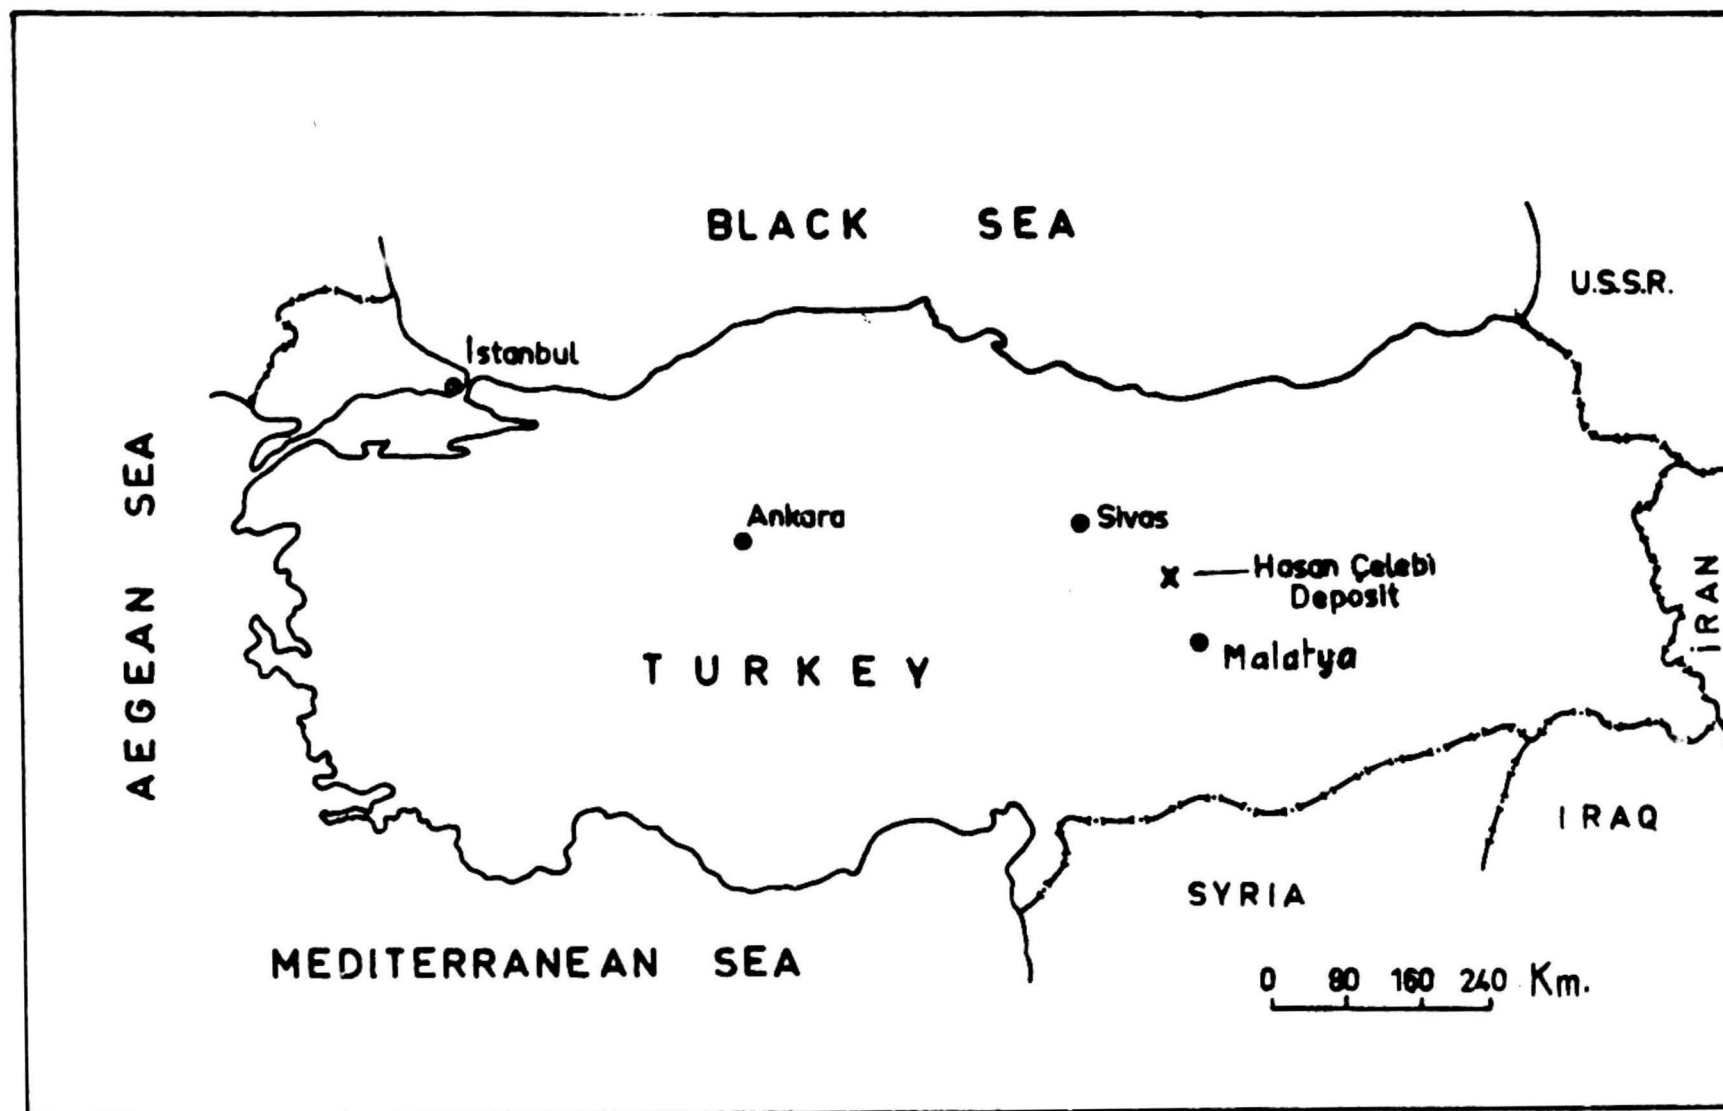 BLACK SEA
U.S.S.R.
İstanbul
AEGEAN SEA
Ankara
Sivas
x Hasan Çelebi
Deposit
İRAN
TURKEY
Malatya
IRAQ
SYRIA
MEDITERRANEAN SEA
0 80 160 240 Km.